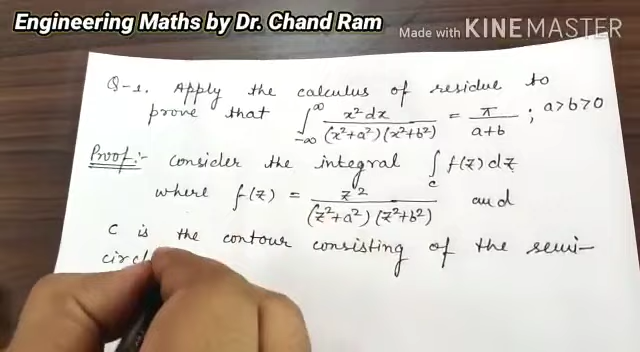 Engineering Maths by Dr. Chand Ram
Made with KINEMASTER
Q-1. Apply the calculus of residue to
prove that ∫_{-∞}^{∞} x²dx / (x²+a²)(x²+b²) = π / a+b ; a>b>0
Proof:- Consider the integral ∫_c f(z)dz
where f(z) = z² / (z²+a²)(z²+b²) and
C is the contour consisting of the semi-
circl